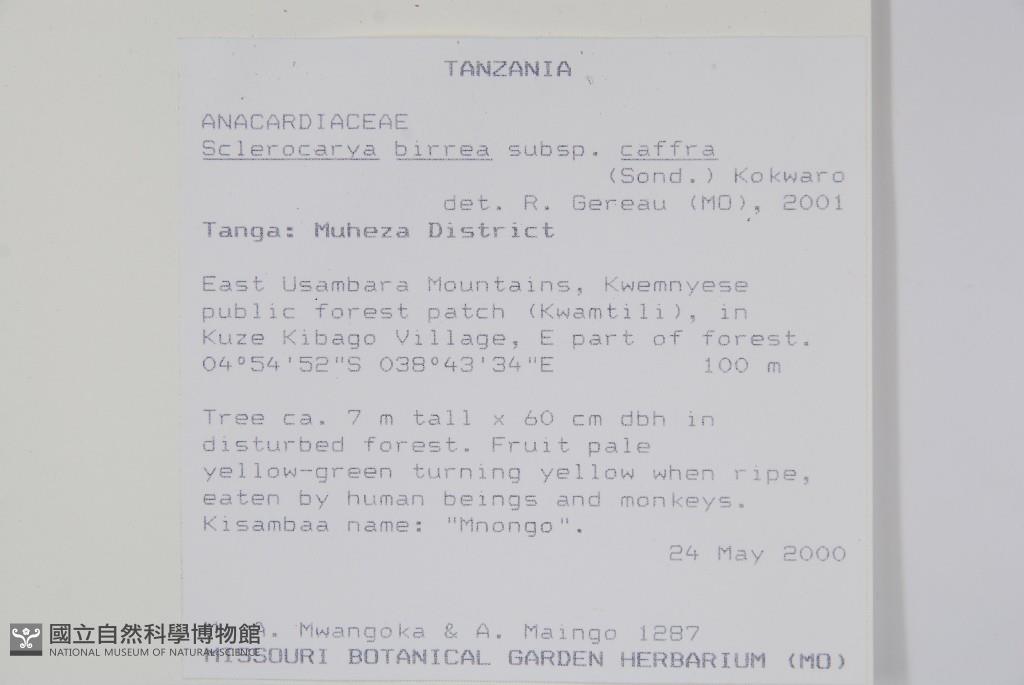 TANZANIA
ANACARDIACEAE
Sclerocarya birrea subsp. caffra
(Sond.) Kokwaro
det. R. Gereau (MO), 2001
Tanga: Muheza District
East Usambara Mountains, Kwemnyese
public forest patch (Kwamtili), in
Kuze Kibago Village, E part of forest.
04°54'52"S 038°43'34"E 100 m
Tree ca. 7 m tall x 60 cm dbh in
disturbed forest. Fruit pale
yellow-green turning yellow when ripe,
eaten by human beings and monkeys.
Kisambaa name: "Mnongo".
24 May 2000
A. Mwangoka & A. Maingo 1287
MISSOURI BOTANICAL GARDEN HERBARIUM (MO)
國立自然科學博物館
NATIONAL MUSEUM OF NATURAL SCIENCE